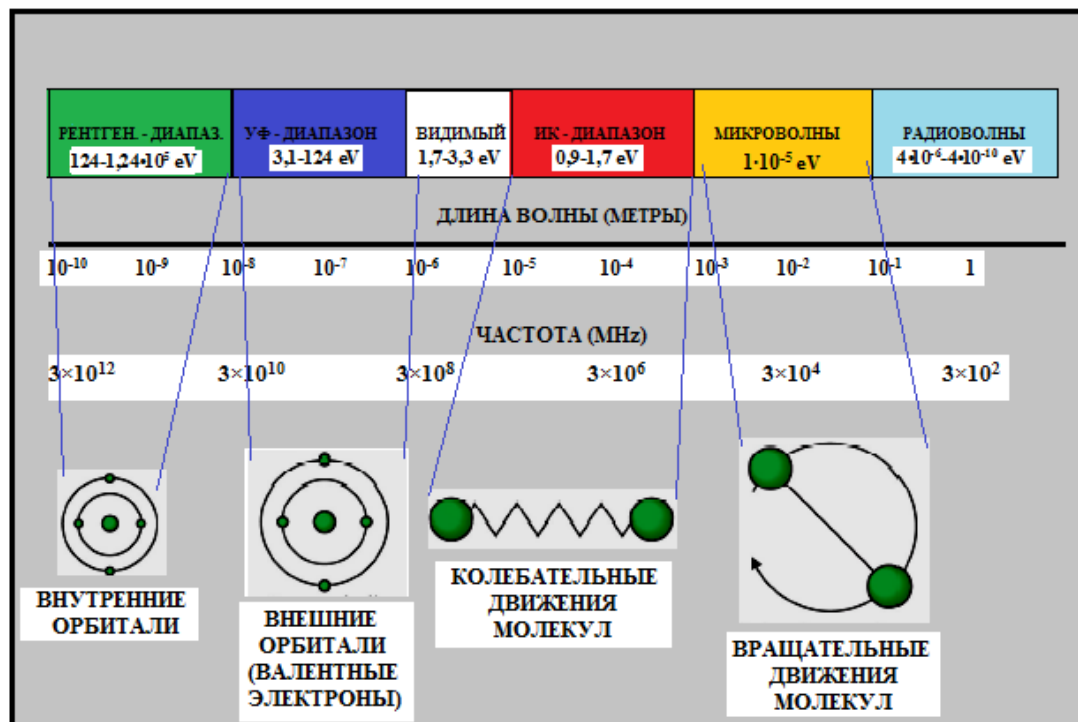 РЕНТГЕН. - ДИАПАЗ.
124-1,24•10⁵ eV
УФ - ДИАПАЗОН
3,1-124 eV
ВИДИМЫЙ
1,7-3,3 eV
ИК - ДИАПАЗОН
0,9-1,7 eV
МИКРОВОЛНЫ
1·10⁻⁵ eV
РАДИОВОЛНЫ
4•10⁻⁶-4•10⁻¹⁰ eV
ДЛИНА ВОЛНЫ (МЕТРЫ)
10⁻¹⁰ 10⁻⁹ 10⁻⁸ 10⁻⁷ 10⁻⁶ 10⁻⁵ 10⁻⁴ 10⁻³ 10⁻² 10⁻¹ 1
ЧАСТОТА (MHz)
3×10¹² 3×10¹⁰ 3×10⁸ 3×10⁶ 3×10⁴ 3×10²
ВНУТРЕННИЕ
ОРБИТАЛИ
ВНЕШНИЕ
ОРБИТАЛИ
(ВАЛЕНТНЫЕ
ЭЛЕКТРОНЫ)
КОЛЕБАТЕЛЬНЫЕ
ДВИЖЕНИЯ
МОЛЕКУЛ
ВРАЩАТЕЛЬНЫЕ
ДВИЖЕНИЯ
МОЛЕКУЛ